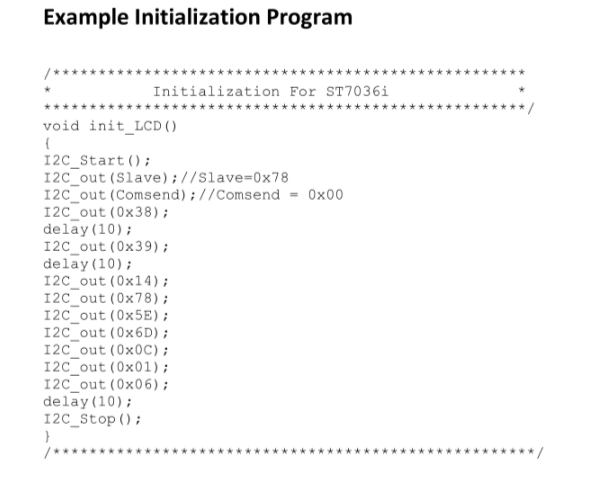 Example Initialization Program
/*****************************************************
* Initialization For ST7036i *
******************************************************/
void init_LCD()
{
I2C_Start();
I2C_out(Slave);//Slave=0x78
I2C_out(Comsend);//Comsend = 0x00
I2C_out(0x38);
delay(10);
I2C_out(0x39);
delay(10);
I2C_out(0x14);
I2C_out(0x78);
I2C_out(0x5E);
I2C_out(0x6D);
I2C_out(0x0C);
I2C_out(0x01);
I2C_out(0x06);
delay(10);
I2C_Stop();
}
/******************************************************/